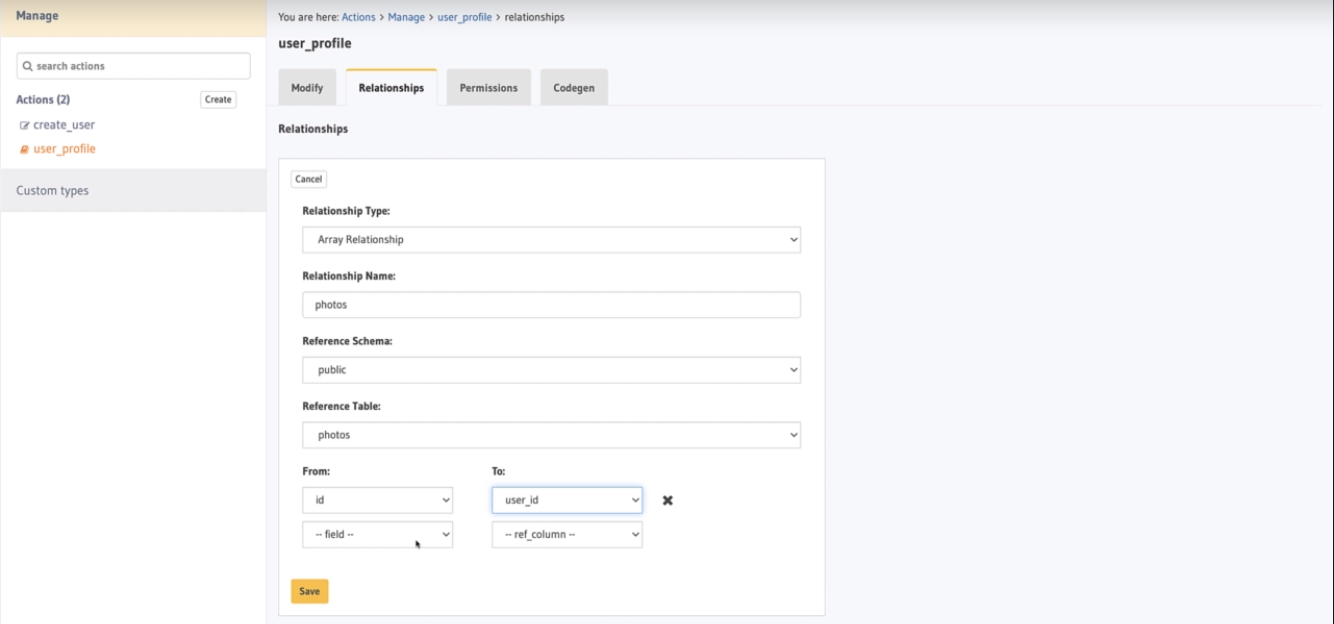 Manage
You are here: Actions > Manage > user_profile > relationships
user_profile
search actions
Modify Relationships Permissions Codegen
Actions (2) Create
create_user
user_profile
Custom types
Relationships
Cancel
Relationship Type:
Array Relationship
Relationship Name:
photos
Reference Schema:
public
Reference Table:
photos
From: To:
id user_id
-- field -- -- ref_column --
Save